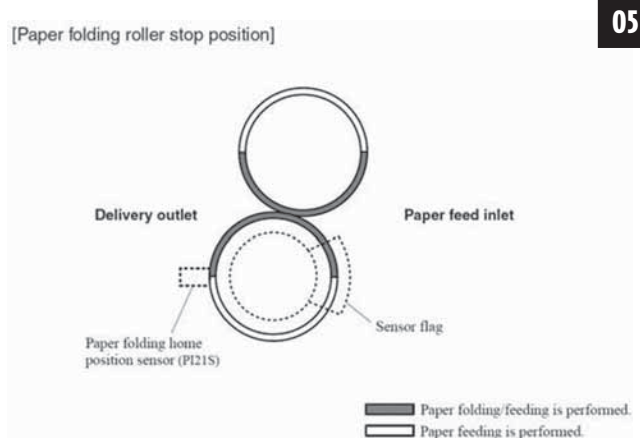 05
[Paper folding roller stop position]
Delivery outlet
Paper feed inlet
Sensor flag
Paper folding home
position sensor (PI21S)
Paper folding/feeding is performed.
Paper feeding is performed.